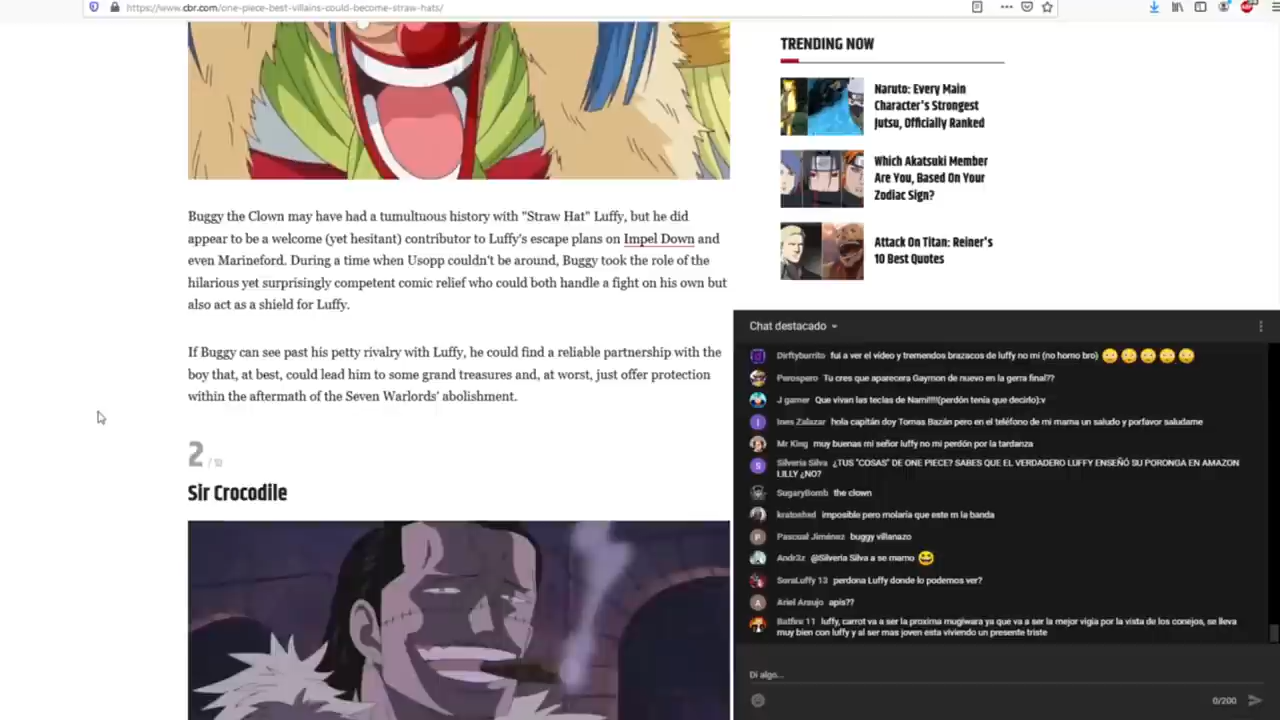 https://www.cbr.com/one-piece-best-villains-could-become-straw-hats/
Buggy the Clown may have had a tumultuous history with "Straw Hat" Luffy, but he did
appear to be a welcome (yet hesitant) contributor to Luffy's escape plans on Impel Down and
even Marineford. During a time when Usopp couldn't be around, Buggy took the role of the
hilarious yet surprisingly competent comic relief who could both handle a fight on his own but
also act as a shield for Luffy.
If Buggy can see past his petty rivalry with Luffy, he could find a reliable partnership with the
boy that, at best, could lead him to some grand treasures and, at worst, just offer protection
within the aftermath of the Seven Warlords' abolishment.
2 / 10
Sir Crocodile
TRENDING NOW
Naruto: Every Main
Character's Strongest
Jutsu, Officially Ranked
Which Akatsuki Member
Are You, Based On Your
Zodiac Sign?
Attack On Titan: Reiner's
10 Best Quotes
Chat destacado
Dirftyburrito fui a ver el video y tremendos brazacos de luffy no mi (no homo bro)
Perospero Tu cres que aparecera Gaymon de nuevo en la gerra final??
J gamer Que vivan las teclas de Nami!!!!(perdón tenía que decirlo):v
Ines Zalazar hola capitán doy Tomas Bazán pero en el teléfono de mi mama un saludo y porfavor saludame
Mr King muy buenas mi señor luffy no mi perdón por la tardanza
Silveria Silva ¿TUS "COSAS" DE ONE PIECE? SABES QUE EL VERDADERO LUFFY ENSEÑÓ SU PORONGA EN AMAZON
LILLY ¿NO?
SugaryBomb the clown
kratoshed imposible pero molaria que este m la banda
Pascual Jiménez buggy villanazo
Andr3z @Silveria Silva a se mamo
SoraLuffy 13 perdona Luffy donde lo podemos ver?
Ariel Araujo apis??
Batfire 11 luffy, carrot va a ser la proxima mugiwara ya que va a ser la mejor vigia por la vista de los conejos, se lleva
muy bien con luffy y al ser mas joven esta viviendo un presente triste
Di algo...
0/200